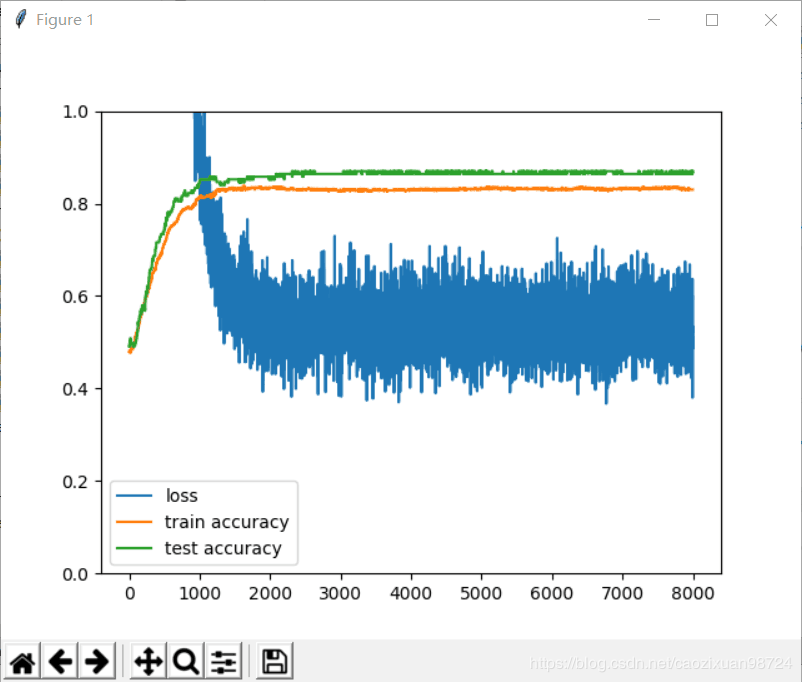 Figure 1
1.0
0.8
0.6
0.4
0.2
0.0
loss
train accuracy
test accuracy
0 1000 2000 3000 4000 5000 6000 7000 8000
https://blog.csdn.net/caozixuan98724